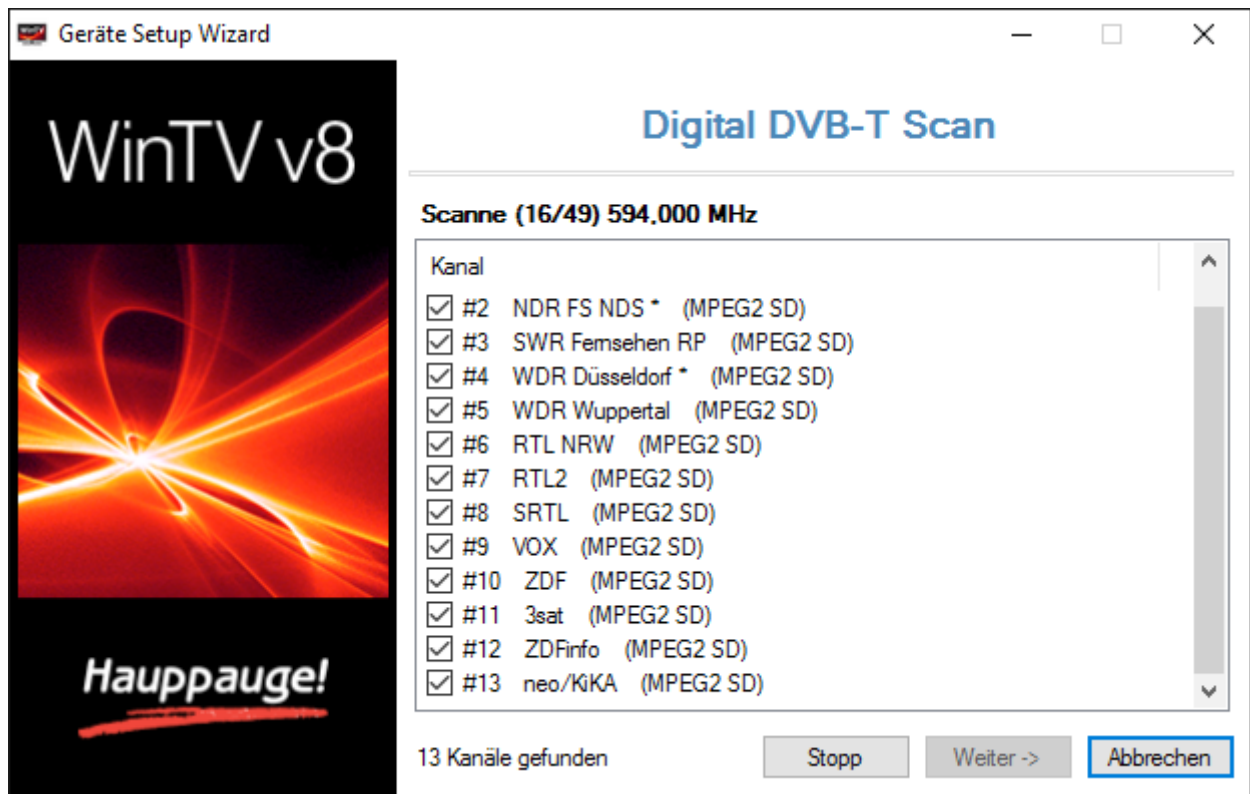 Geräte Setup Wizard
WinTV v8
Hauppauge!
Digital DVB-T Scan
Scanne (16/49) 594,000 MHz
Kanal
#2 NDR FS NDS * (MPEG2 SD)
#3 SWR Fernsehen RP (MPEG2 SD)
#4 WDR Düsseldorf * (MPEG2 SD)
#5 WDR Wuppertal (MPEG2 SD)
#6 RTL NRW (MPEG2 SD)
#7 RTL2 (MPEG2 SD)
#8 SRTL (MPEG2 SD)
#9 VOX (MPEG2 SD)
#10 ZDF (MPEG2 SD)
#11 3sat (MPEG2 SD)
#12 ZDFinfo (MPEG2 SD)
#13 neo/KiKA (MPEG2 SD)
13 Kanäle gefunden
Stopp
Weiter ->
Abbrechen